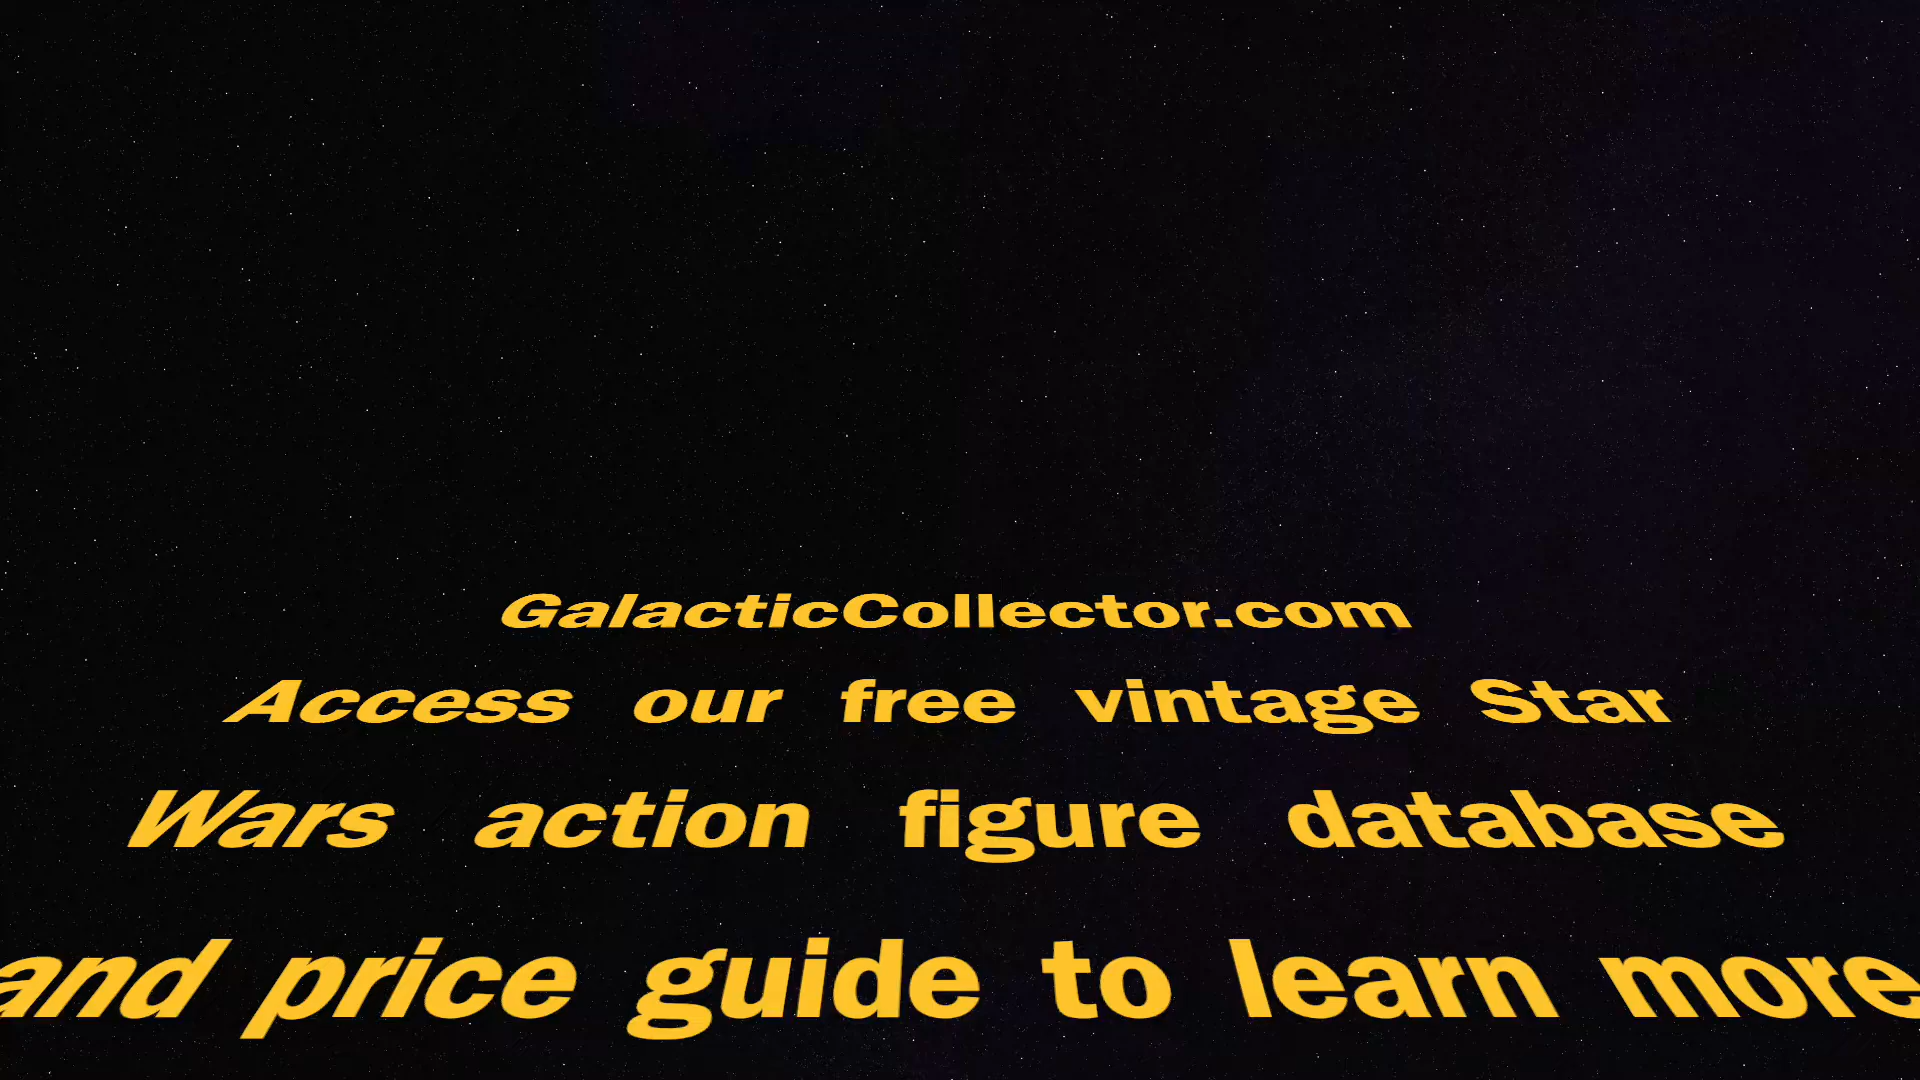 GalacticCollector.com
Access our free vintage Star
Wars action figure database
and price guide to learn more